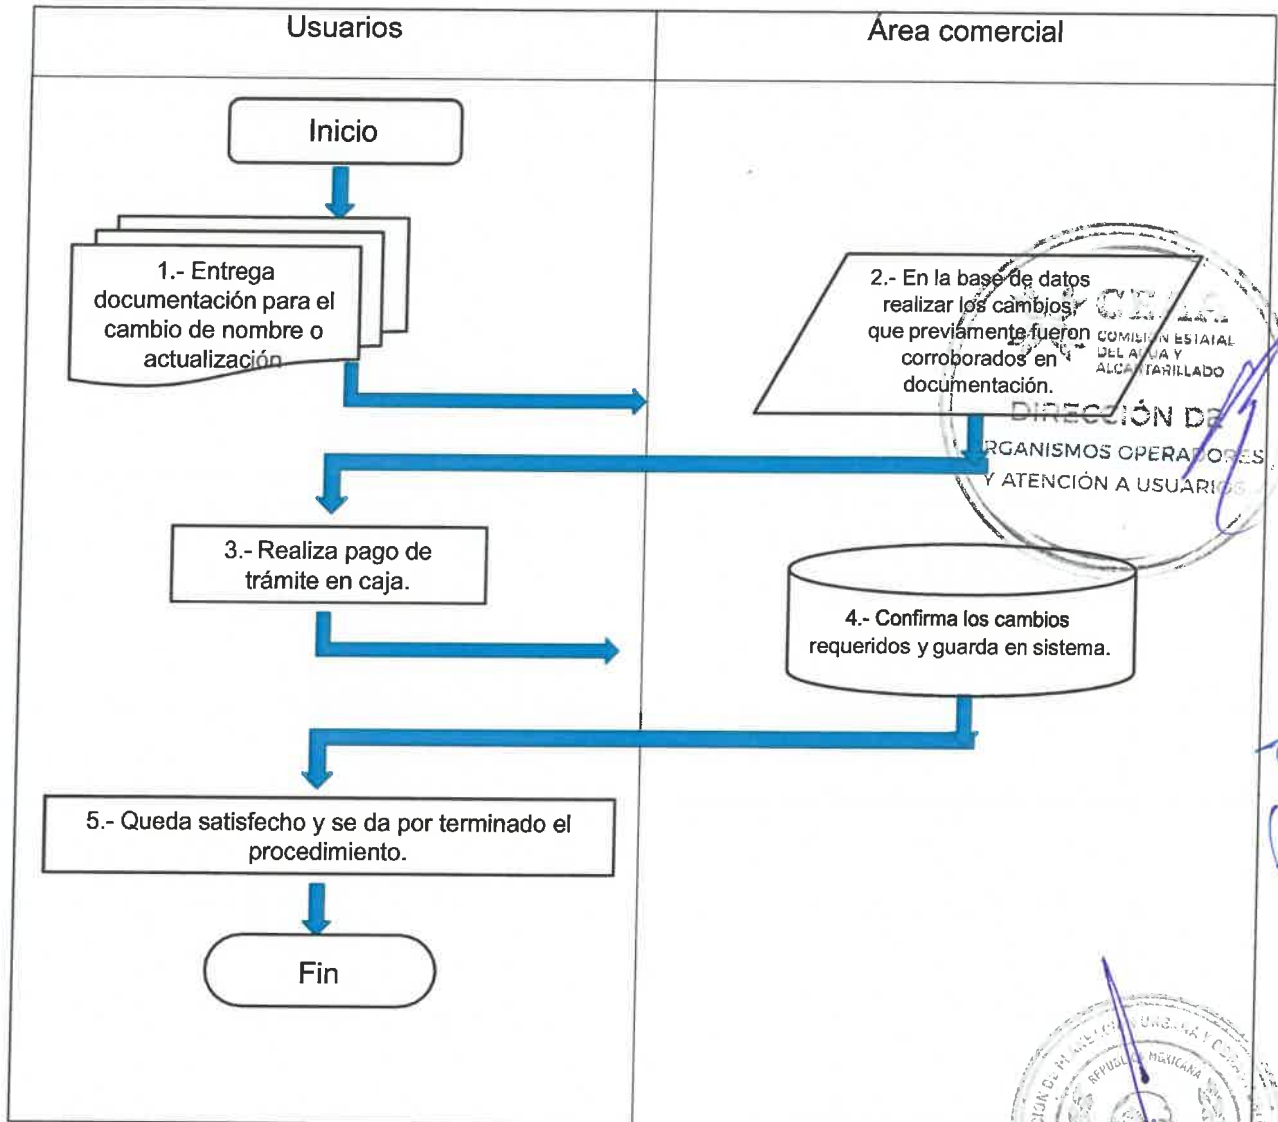 Usuarios
Área comercial
Inicio
1.- Entrega
documentación para el
cambio de nombre o
actualización
2.- En la base de datos
realizar los cambios,
que previamente fueron
corroborados en
documentación.
COMISIÓN ESTATAL
DEL AGUA Y
ALCANTARILLADO
DIRECCIÓN DE
ORGANISMOS OPERADORES
Y ATENCIÓN A USUARIOS
3.- Realiza pago de
trámite en caja.
4.- Confirma los cambios
requeridos y guarda en sistema.
5.- Queda satisfecho y se da por terminado el
procedimiento.
Fin
REPUBLICA MEXICANA